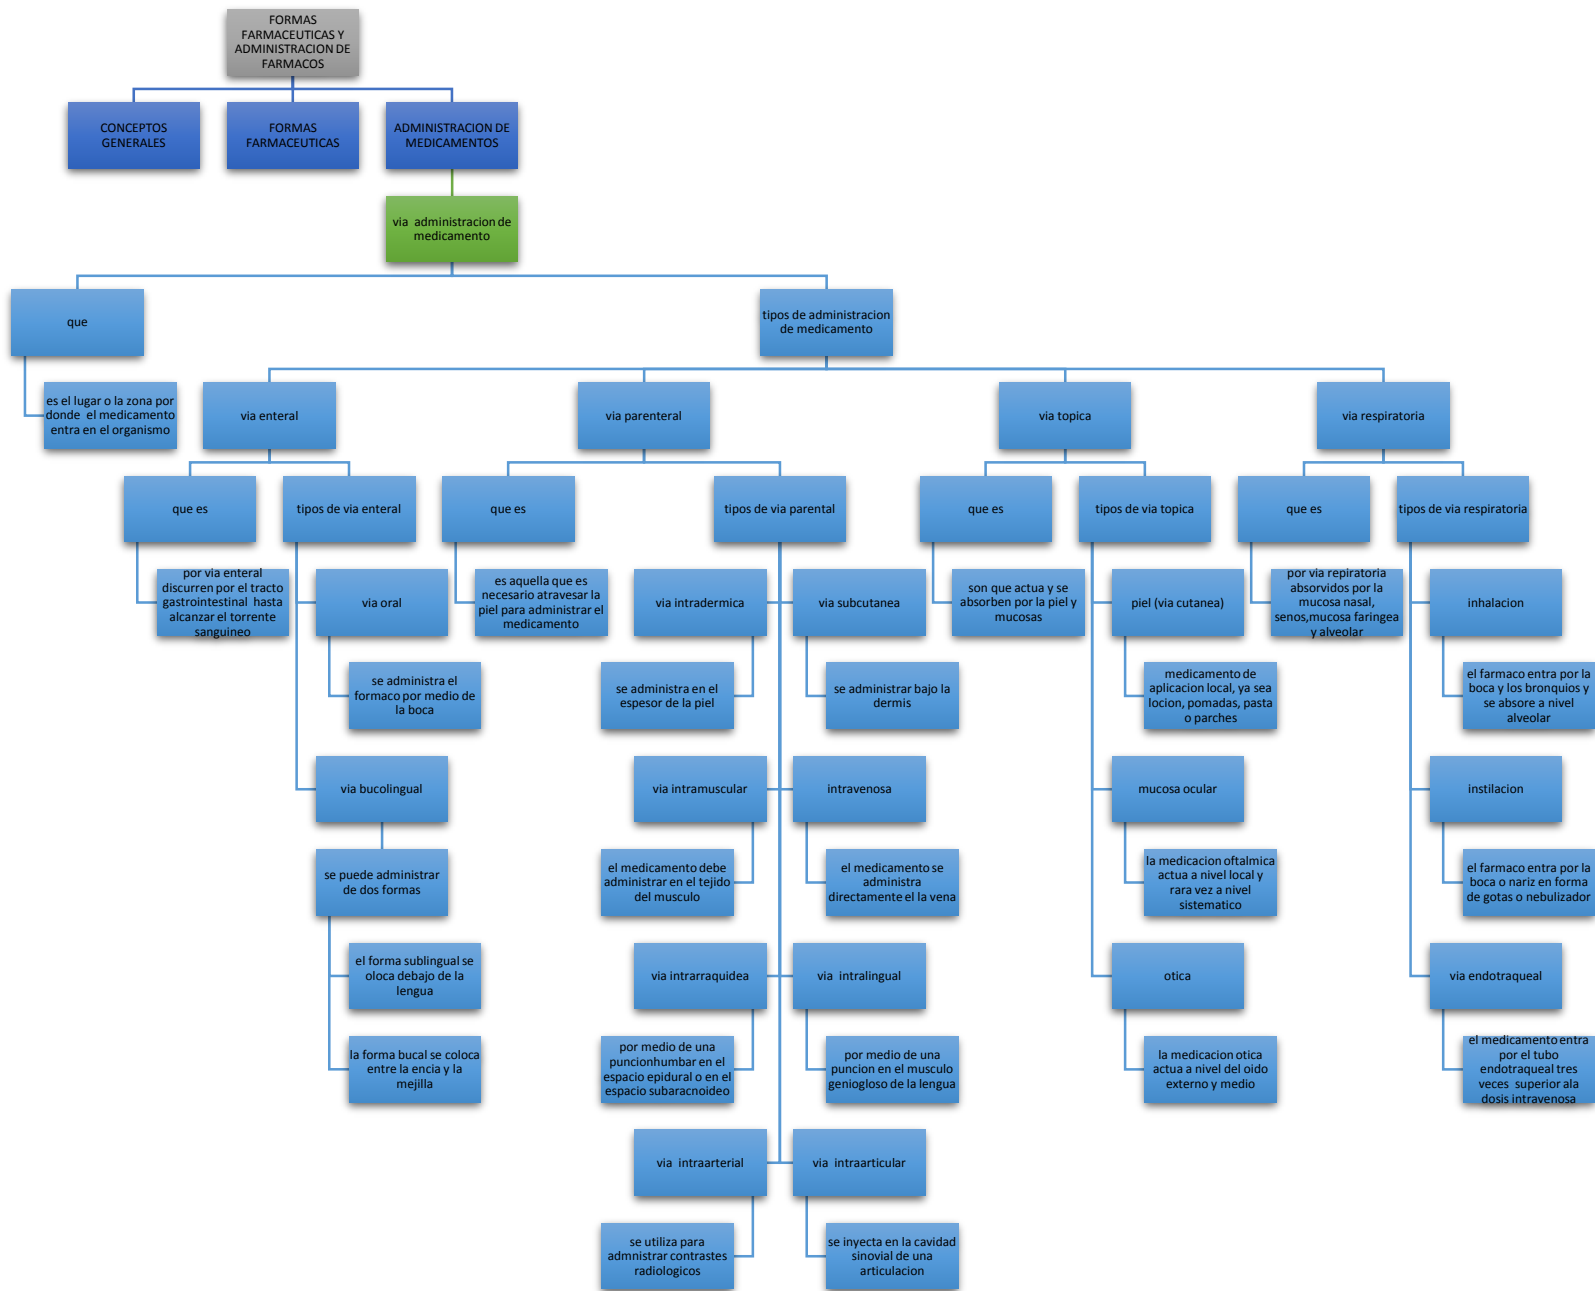 FORMAS
FARMACEUTICAS Y
ADMINISTRACION DE
FARMACOS
CONCEPTOS
GENERALES
FORMAS
FARMACEUTICAS
ADMINISTRACION DE
MEDICAMENTOS
via administracion de
medicamento
que
tipos de administracion
de medicamento
es el lugar o la zona por
donde el medicamento
entra en el organismo
via enteral
via parenteral
via topica
via respiratoria
que es
tipos de via enteral
que es
tipos de via parental
que es
tipos de via topica
que es
tipos de via respiratoria
por via enteral
discurren por el tracto
gastrointestinal hasta
alcanzar el torrente
sanguineo
via oral
es aquella que es
necesario atravesar la
piel para administrar el
medicamento
via intradermica
via subcutanea
son que actua y se
absorben por la piel y
mucosas
piel (via cutanea)
por via repiratoria
absorvidos por la
mucosa nasal,
senos,mucosa faringea
y alveolar
inhalacion
se administra el
formaco por medio de
la boca
se administra en el
espesor de la piel
se administrar bajo la
dermis
medicamento de
aplicacion local, ya sea
locion, pomadas, pasta
o parches
el farmaco entra por la
boca y los bronquios y
se absore a nivel
alveolar
via bucolingual
via intramuscular
intravenosa
mucosa ocular
instilacion
se puede administrar
de dos formas
el medicamento debe
administrar en el tejido
del musculo
el medicamento se
administra
directamente el la vena
la medicacion oftalmica
actua a nivel local y
rara vez a nivel
sistematico
el farmaco entra por la
boca o nariz en forma
de gotas o nebulizador
el forma sublingual se
oloca debajo de la
lengua
via intrarraquidea
via intralingual
otica
via endotraqueal
la forma bucal se coloca
entre la encia y la
mejilla
por medio de una
puncionhumbar en el
espacio epidural o en el
espacio subaracnoideo
por medio de una
puncion en el musculo
geniogloso de la lengua
la medicacion otica
actua a nivel del oido
externo y medio
el medicamento entra
por el tubo
endotraqueal tres
veces superior ala
dosis intravenosa
via intraarterial
via intraarticular
se utiliza para
admnistrar contrastes
radiologicos
se inyecta en la cavidad
sinovial de una
articulacion